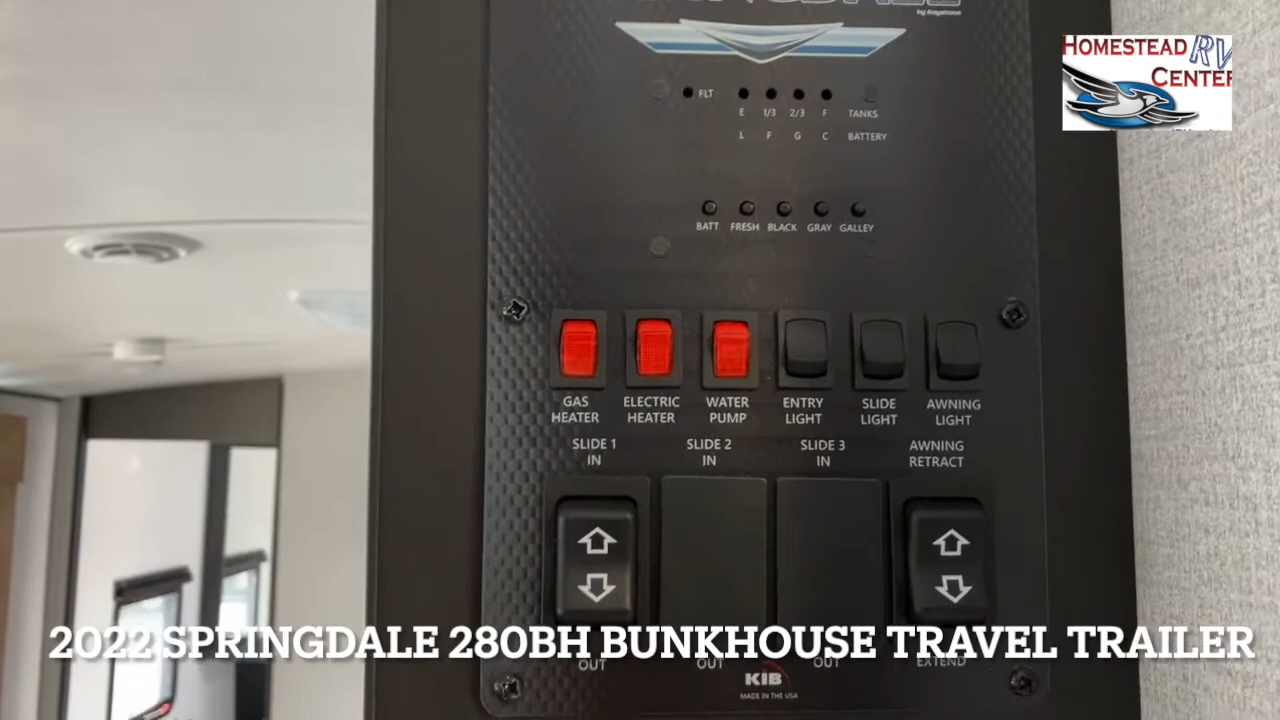 by Keystone
HOMESTEAD RV
CENTER
FLT
E 1/3 2/3 F TANKS
L F G C BATTERY
BATT FRESH BLACK GRAY GALLEY
GAS HEATER
ELECTRIC HEATER
WATER PUMP
ENTRY LIGHT
SLIDE LIGHT
AWNING LIGHT
SLIDE 1 IN
SLIDE 2 IN
SLIDE 3 IN
AWNING RETRACT
2022 SPRINGDALE 280BH BUNKHOUSE TRAVEL TRAILER
OUT OUT OUT EXTEND
KIB
MADE IN THE USA